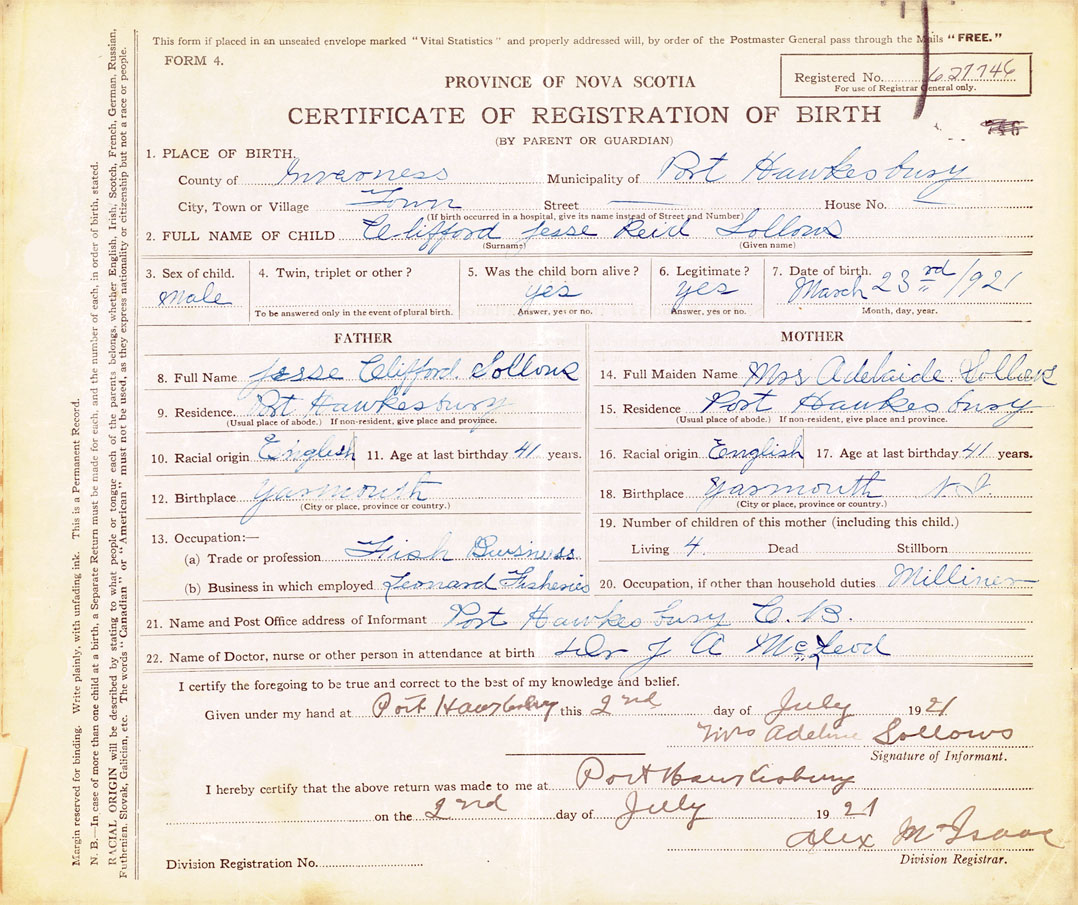 This form if placed in an unsealed envelope marked "Vital Statistics" and properly addressed will, by order of the Postmaster General pass through the Mails "FREE."
FORM 4.
Registered No. 627746
For use of Registrar General only.
PROVINCE OF NOVA SCOTIA
CERTIFICATE OF REGISTRATION OF BIRTH
(BY PARENT OR GUARDIAN)
1. PLACE OF BIRTH,
County of Inverness Municipality of Port Hawkesbury
City, Town or Village Town Street — House No. —
(If birth occurred in a hospital, give its name instead of Street and Number)
2. FULL NAME OF CHILD Clifford Jesse Reid Sollows
(Surname) (Given name)
3. Sex of child. 4. Twin, triplet or other? 5. Was the child born alive? 6. Legitimate? 7. Date of birth.
Male yes yes March 23rd 1921
To be answered only in the event of plural birth. Answer, yes or no. Answer, yes or no. Month, day, year.
FATHER
8. Full Name Jesse Clifford Sollows
9. Residence. Port Hawkesbury
(Usual place of abode.) If non-resident, give place and province.
10. Racial origin English 11. Age at last birthday 41 years.
12. Birthplace Yarmouth
(City or place, province or country.)
13. Occupation:—
(a) Trade or profession Fish Busness
(b) Business in which employed Leonard Fisheries
MOTHER
14. Full Maiden Name Mrs Adelaide Sollows
15. Residence Port Hawkesbury
(Usual place of abode.) If non-resident, give place and province.
16. Racial origin English 17. Age at last birthday 41 years.
18. Birthplace Yarmouth N.S.
(City or place, province or country.)
19. Number of children of this mother (including this child.)
Living 4. Dead Stillborn
20. Occupation, if other than household duties Milliner
21. Name and Post Office address of Informant Port Hawkesbury C.B.
22. Name of Doctor, nurse or other person in attendance at birth Dr J A McLeod
I certify the foregoing to be true and correct to the best of my knowledge and belief.
Given under my hand at Port Hawkesbury this 2nd day of July 1921
Mrs Adeline Sollows
Signature of Informant.
I hereby certify that the above return was made to me at Port Hawkesbury
on the 2nd day of July 1921
Alex McIsaac
Division Registrar.
Division Registration No.
Margin reserved for binding. Write plainly, with unfading ink. This is a Permanent Record.
N. B.—In case of more than one child at a birth, a Separate Return must be made for each, and the number of each, in order of birth, stated.
RACIAL ORIGIN will be described by stating to what people or tongue each of the parents belongs, whether English, Irish, Scotch, French, German, Russian,
Futhenian, Slovak, Galician, etc. The words "Canadian" or "American" must not be used, as they express nationality or citizenship but not a race or people.